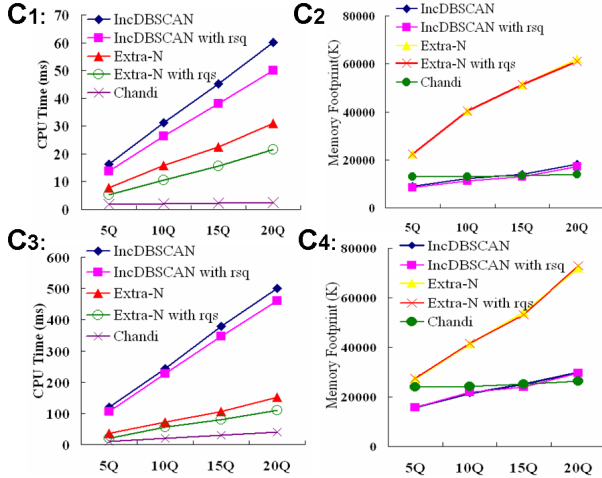 C1:
IncDBSCAN
IncDBSCAN with rsq
Extra-N
Extra-N with rqs
Chandi
CPU Time (ms)
70
60
50
40
30
20
10
0
5Q 10Q 15Q 20Q
C2
IncDBSCAN
IncDBSCAN with rsq
Extra-N
Extra-N with rqs
Chandi
Memory Footprint(K)
80000
60000
40000
20000
0
5Q 10Q 15Q 20Q
C3:
IncDBSCAN
IncDBSCAN with rsq
Extra-N
Extra-N with rqs
Chandi
CPU Time (ms)
600
500
400
300
200
100
0
5Q 10Q 15Q 20Q
C4:
IncDBSCAN
IncDBSCAN with rsq
Extra-N
Extra-N with rqs
Chandi
Memory Footprint (K)
80000
60000
40000
20000
0
5Q 10Q 15Q 20Q